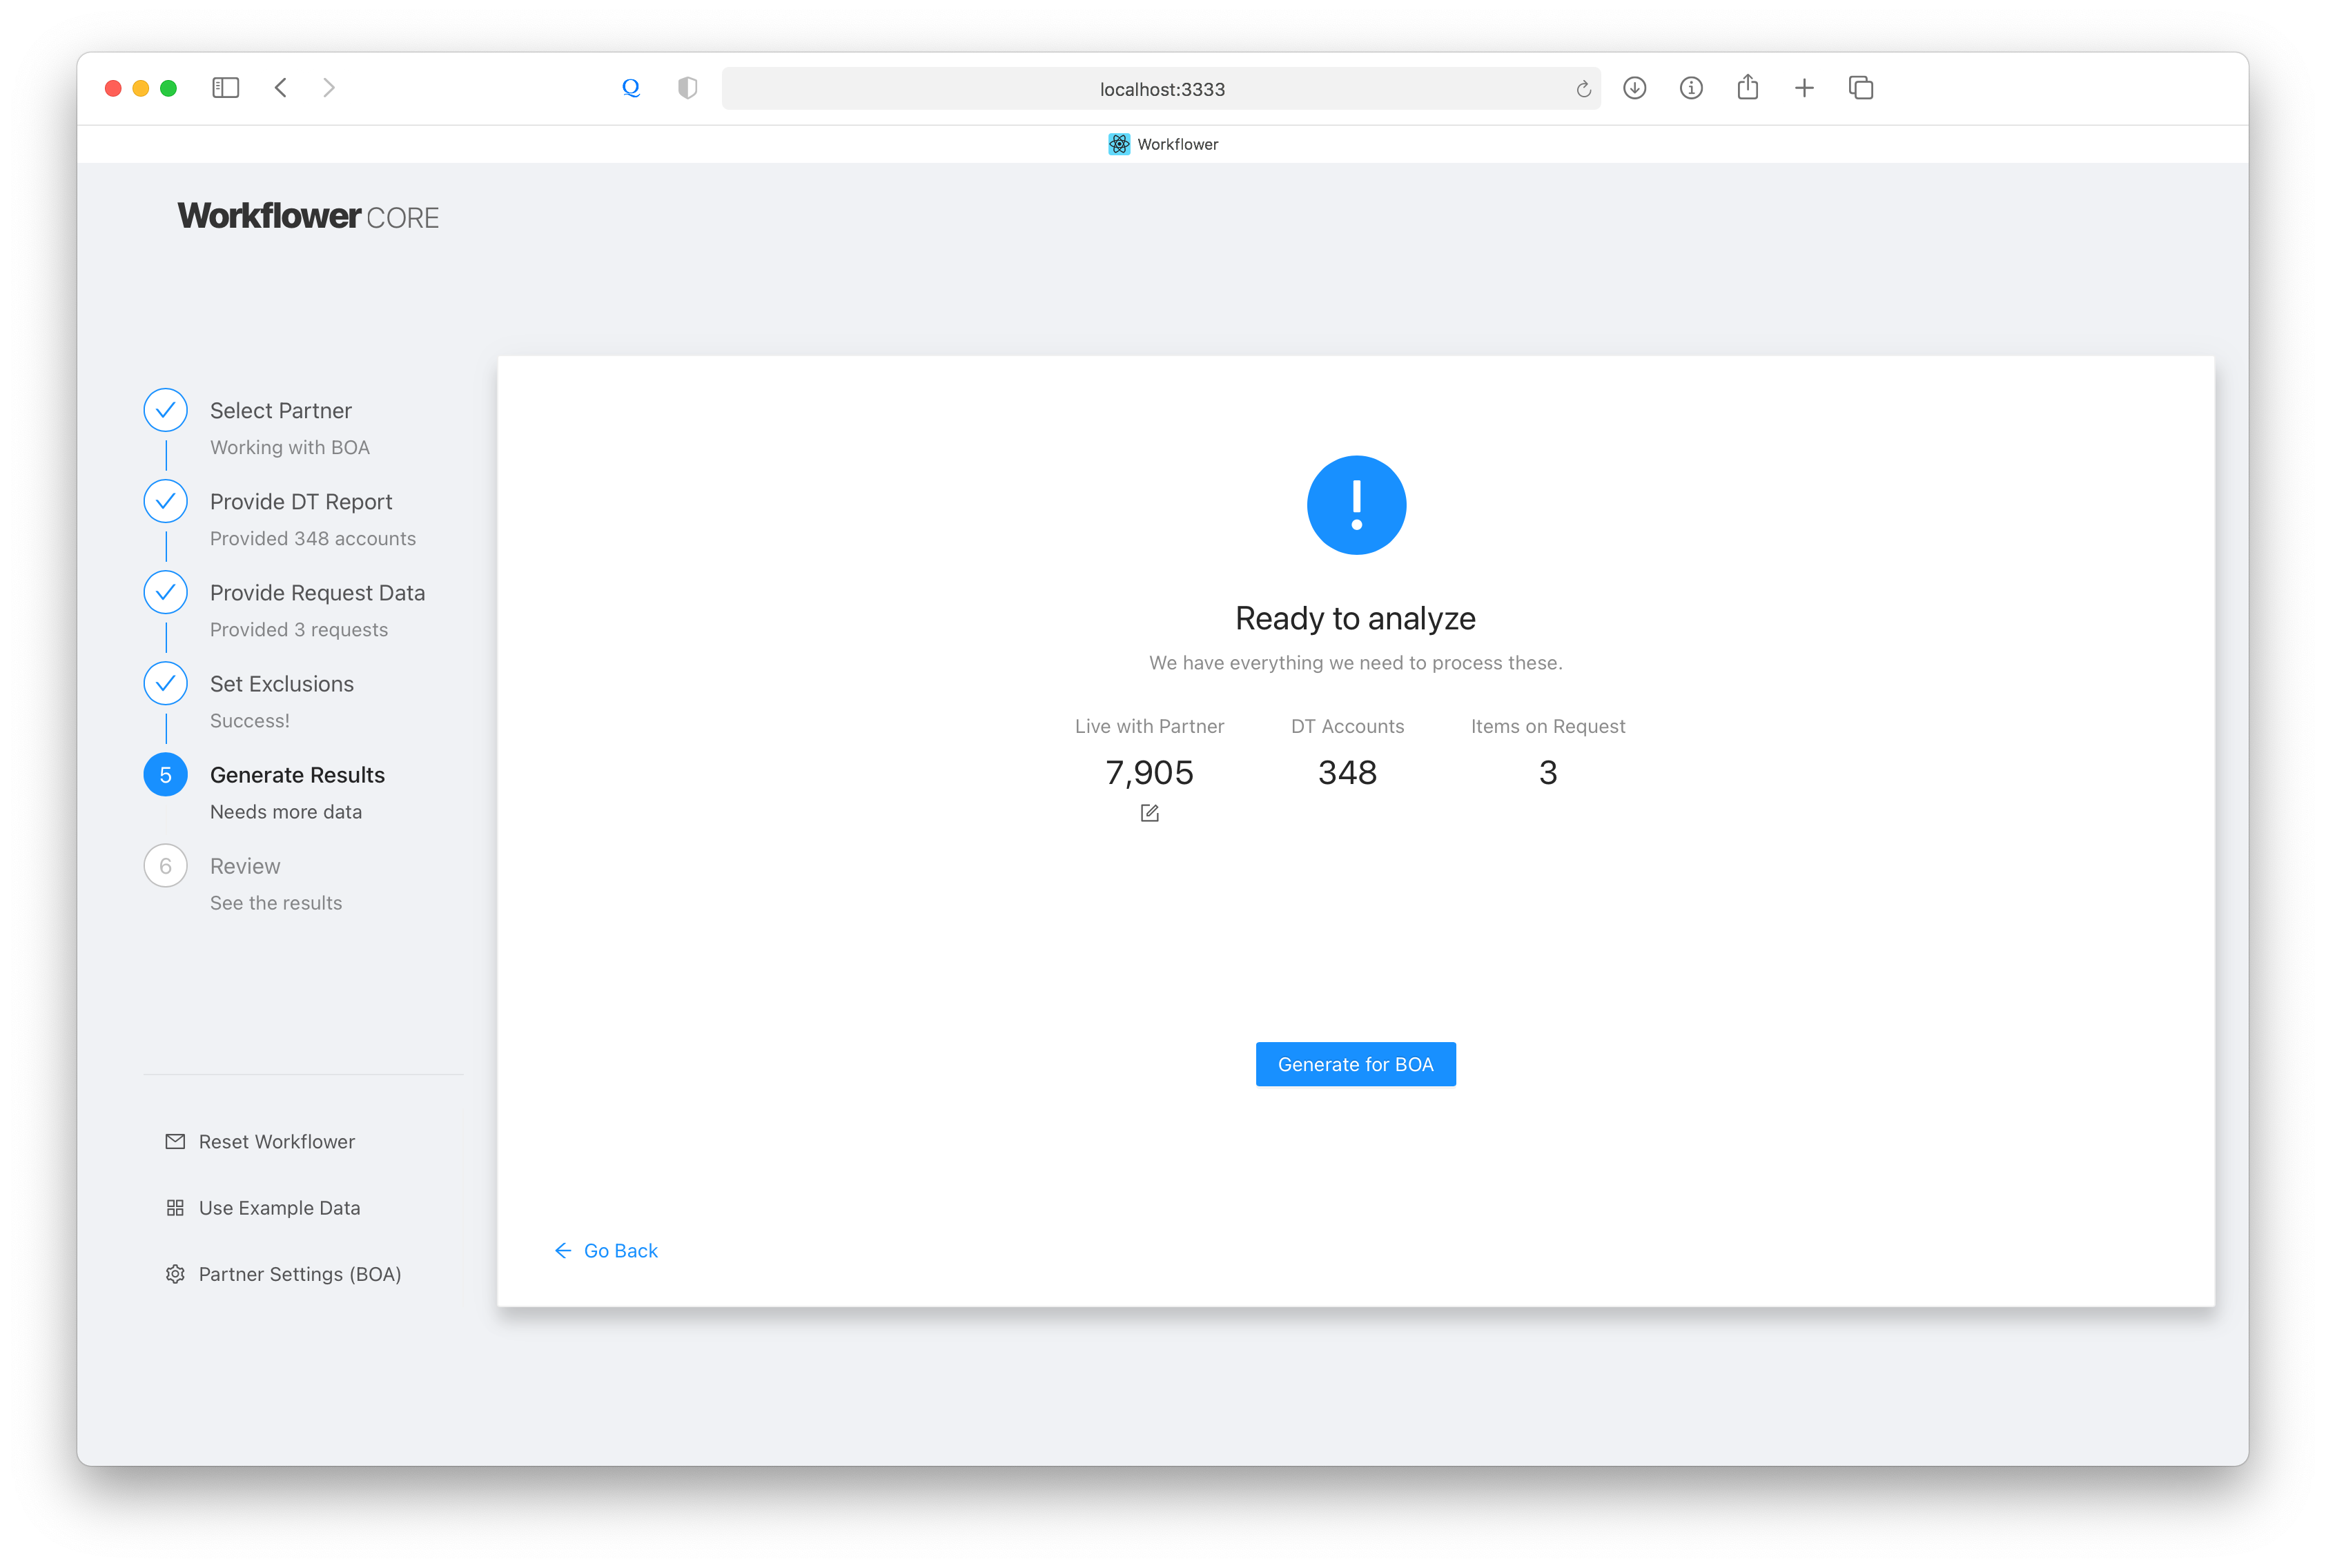 localhost:3333
Workflower
Workflower CORE
Select Partner
Working with BOA
Provide DT Report
Provided 348 accounts
Provide Request Data
Provided 3 requests
Set Exclusions
Success!
5 Generate Results
Needs more data
6 Review
See the results
Reset Workflower
Use Example Data
Partner Settings (BOA)
Ready to analyze
We have everything we need to process these.
Live with Partner DT Accounts Items on Request
7,905 348 3
Generate for BOA
Go Back